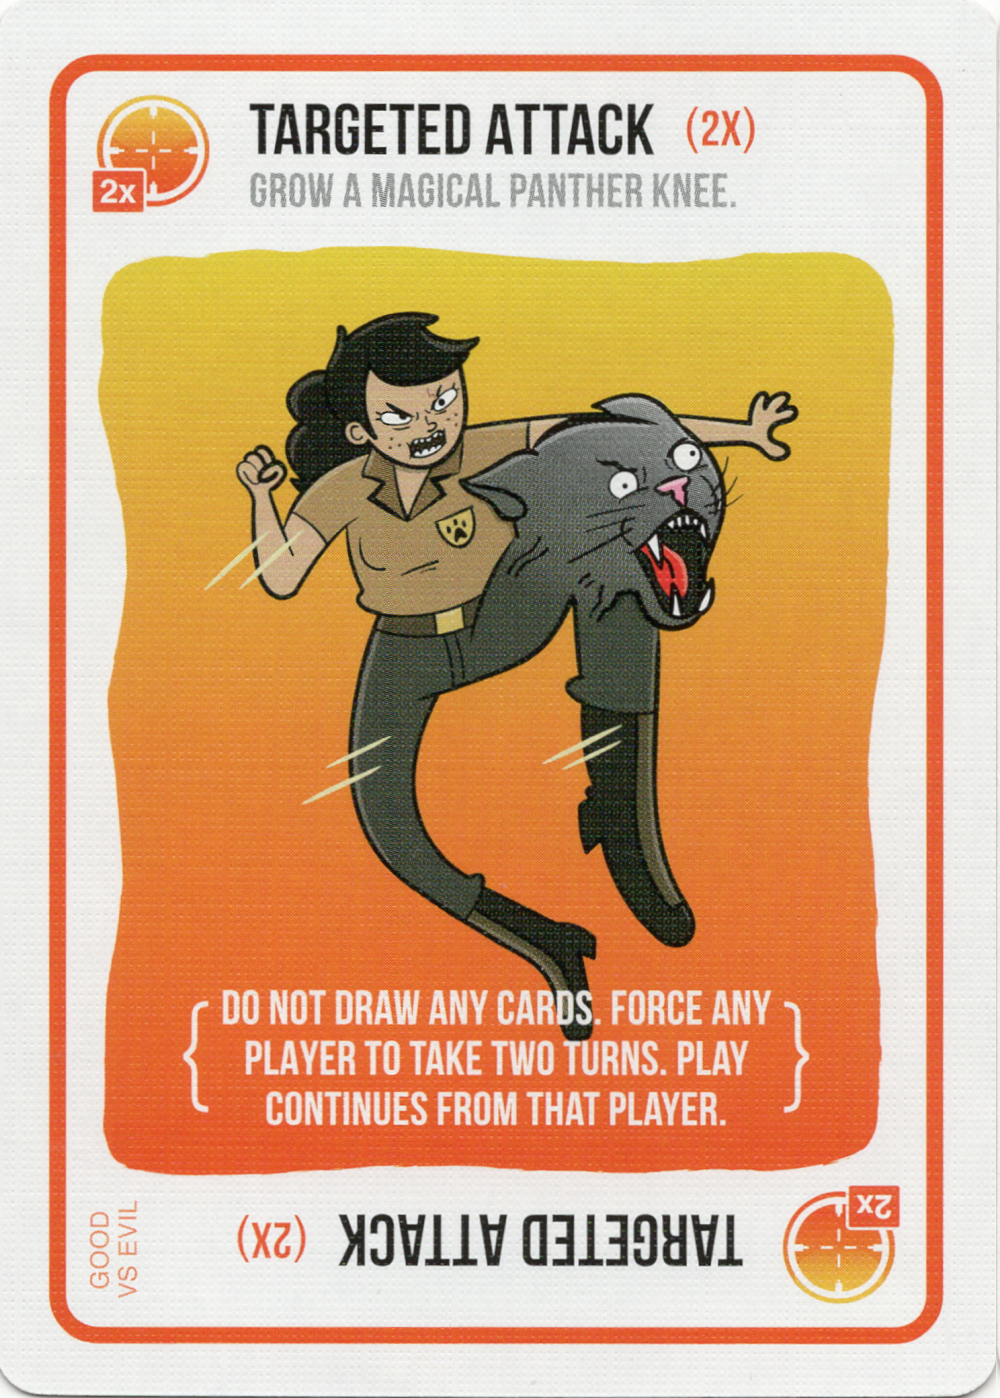 TARGETED ATTACK (2X)
2x
GROW A MAGICAL PANTHER KNEE.
DO NOT DRAW ANY CARDS. FORCE ANY
PLAYER TO TAKE TWO TURNS. PLAY
CONTINUES FROM THAT PLAYER.
GOOD
VS EVIL
TARGETED ATTACK (2X)
2x